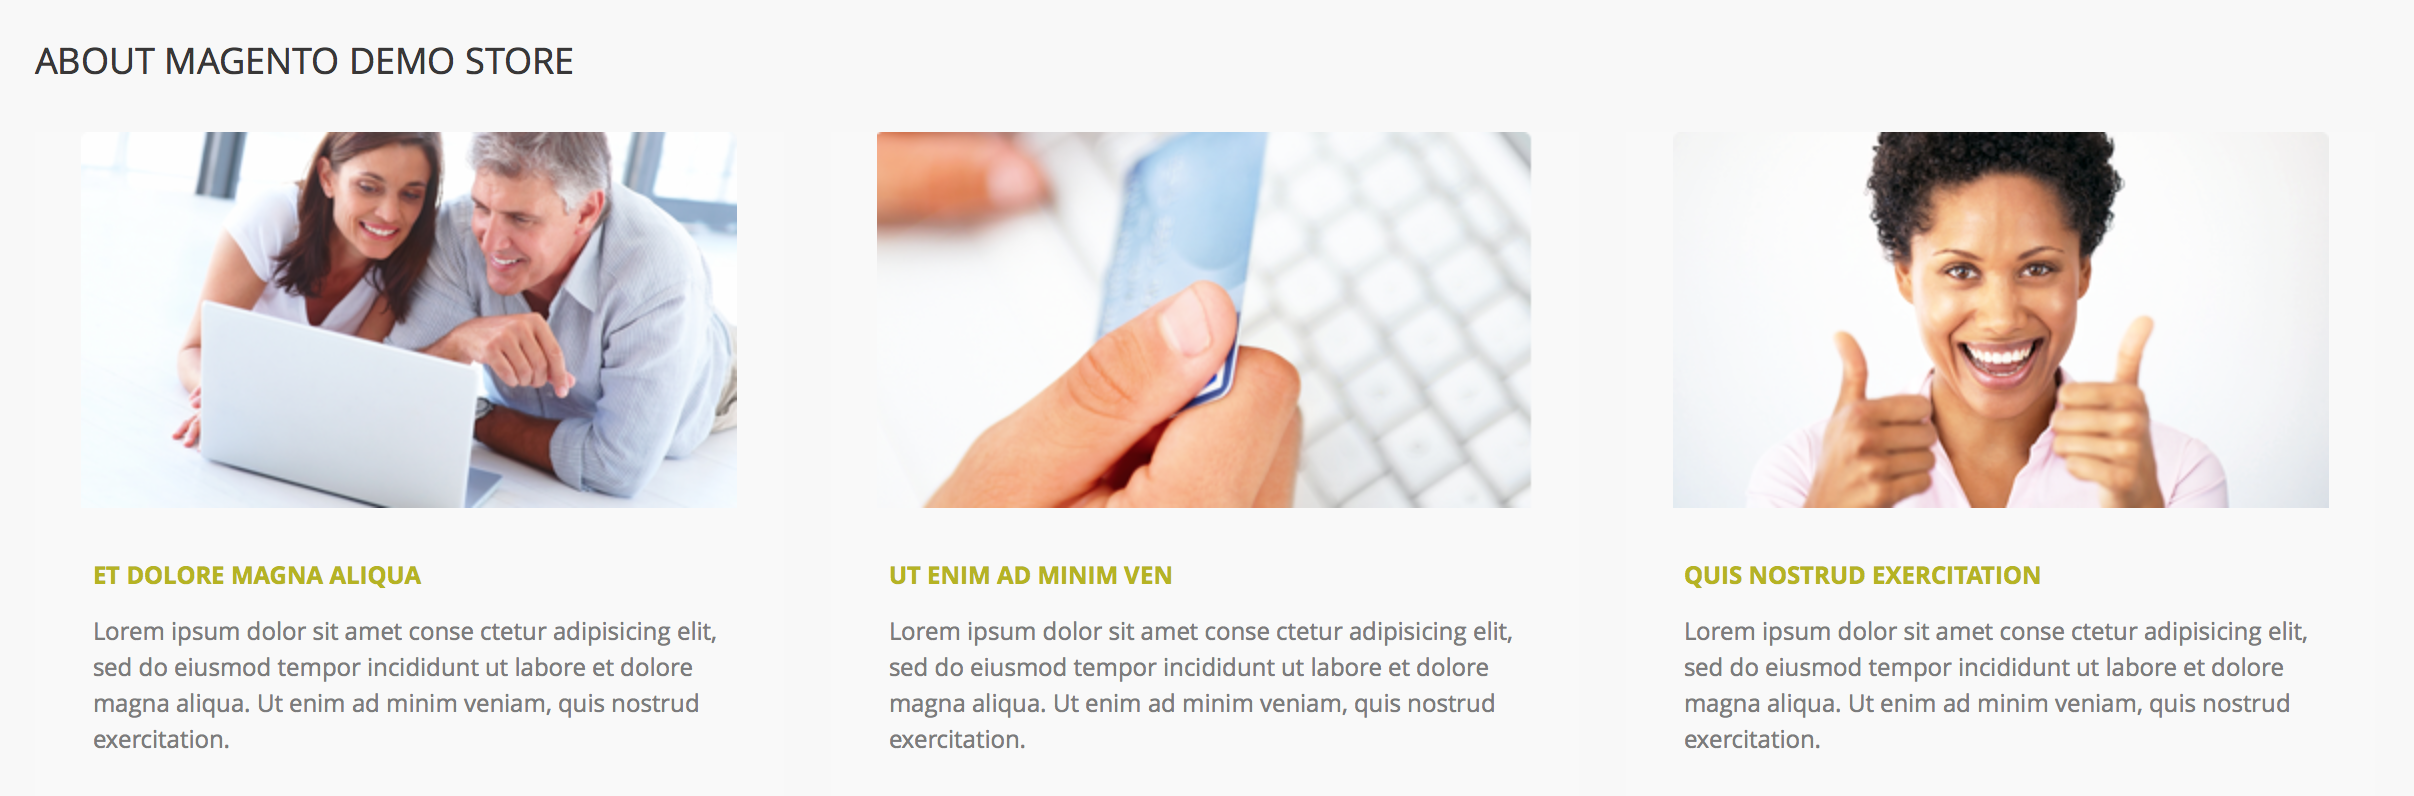 ABOUT MAGENTO DEMO STORE
ET DOLORE MAGNA ALIQUA
Lorem ipsum dolor sit amet conse ctetur adipisicing elit,
sed do eiusmod tempor incididunt ut labore et dolore
magna aliqua. Ut enim ad minim veniam, quis nostrud
exercitation.
UT ENIM AD MINIM VEN
Lorem ipsum dolor sit amet conse ctetur adipisicing elit,
sed do eiusmod tempor incididunt ut labore et dolore
magna aliqua. Ut enim ad minim veniam, quis nostrud
exercitation.
QUIS NOSTRUD EXERCITATION
Lorem ipsum dolor sit amet conse ctetur adipisicing elit,
sed do eiusmod tempor incididunt ut labore et dolore
magna aliqua. Ut enim ad minim veniam, quis nostrud
exercitation.